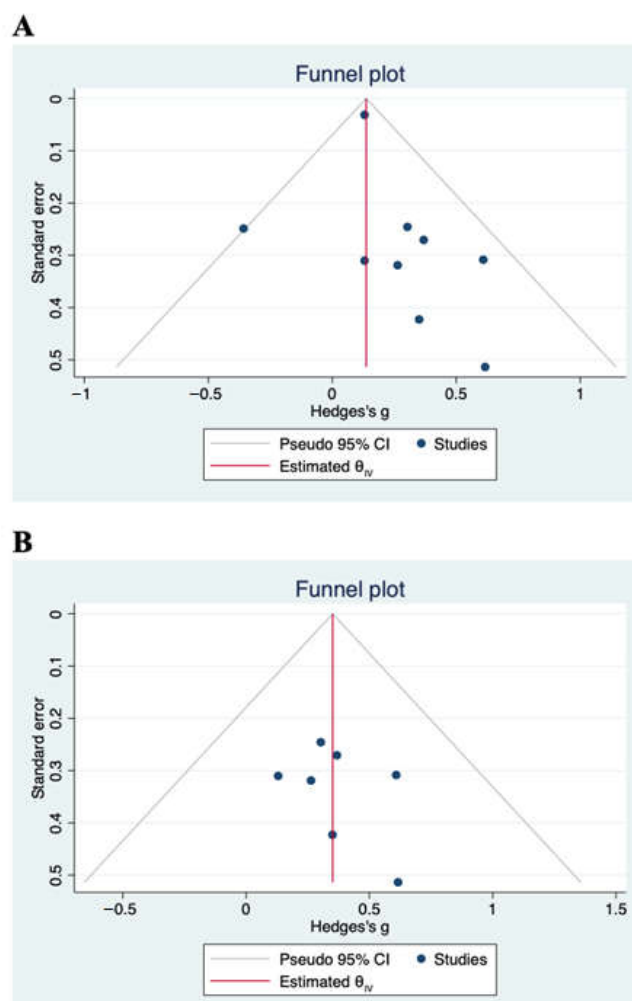 A
Funnel plot
Standard error
0
0.1
0.2
0.3
0.4
0.5
−1
−0.5
0
0.5
1
Hedges's g
Pseudo 95% CI
Studies
Estimated θIV
B
Funnel plot
Standard error
0
0.1
0.2
0.3
0.4
0.5
−0.5
0
0.5
1
1.5
Hedges's g
Pseudo 95% CI
Studies
Estimated θIV